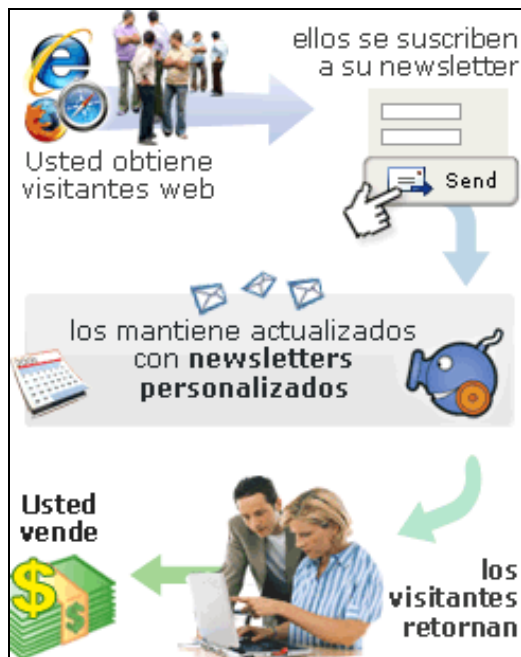 ellos se suscriben
a su newsletter
Usted obtiene
visitantes web
Send
los mantiene actualizados
con newsletters
personalizados
Usted
vende
los
visitantes
retornan